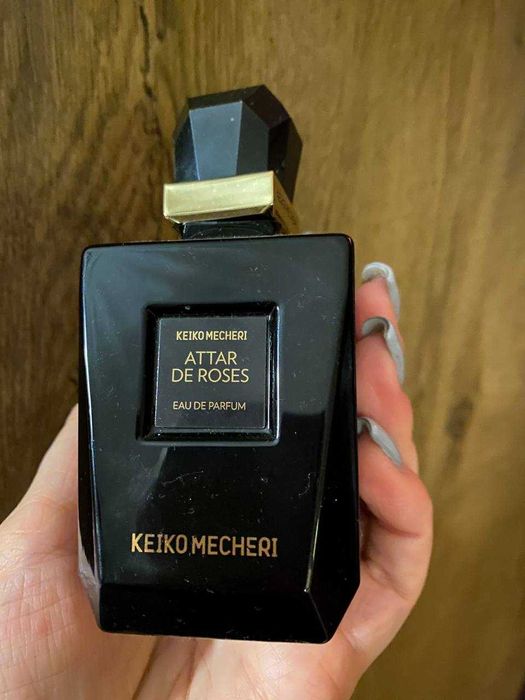 KEIKO MECHERI
ATTAR
DE ROSES
EAU DE PARFUM
KEIKO MECHERI